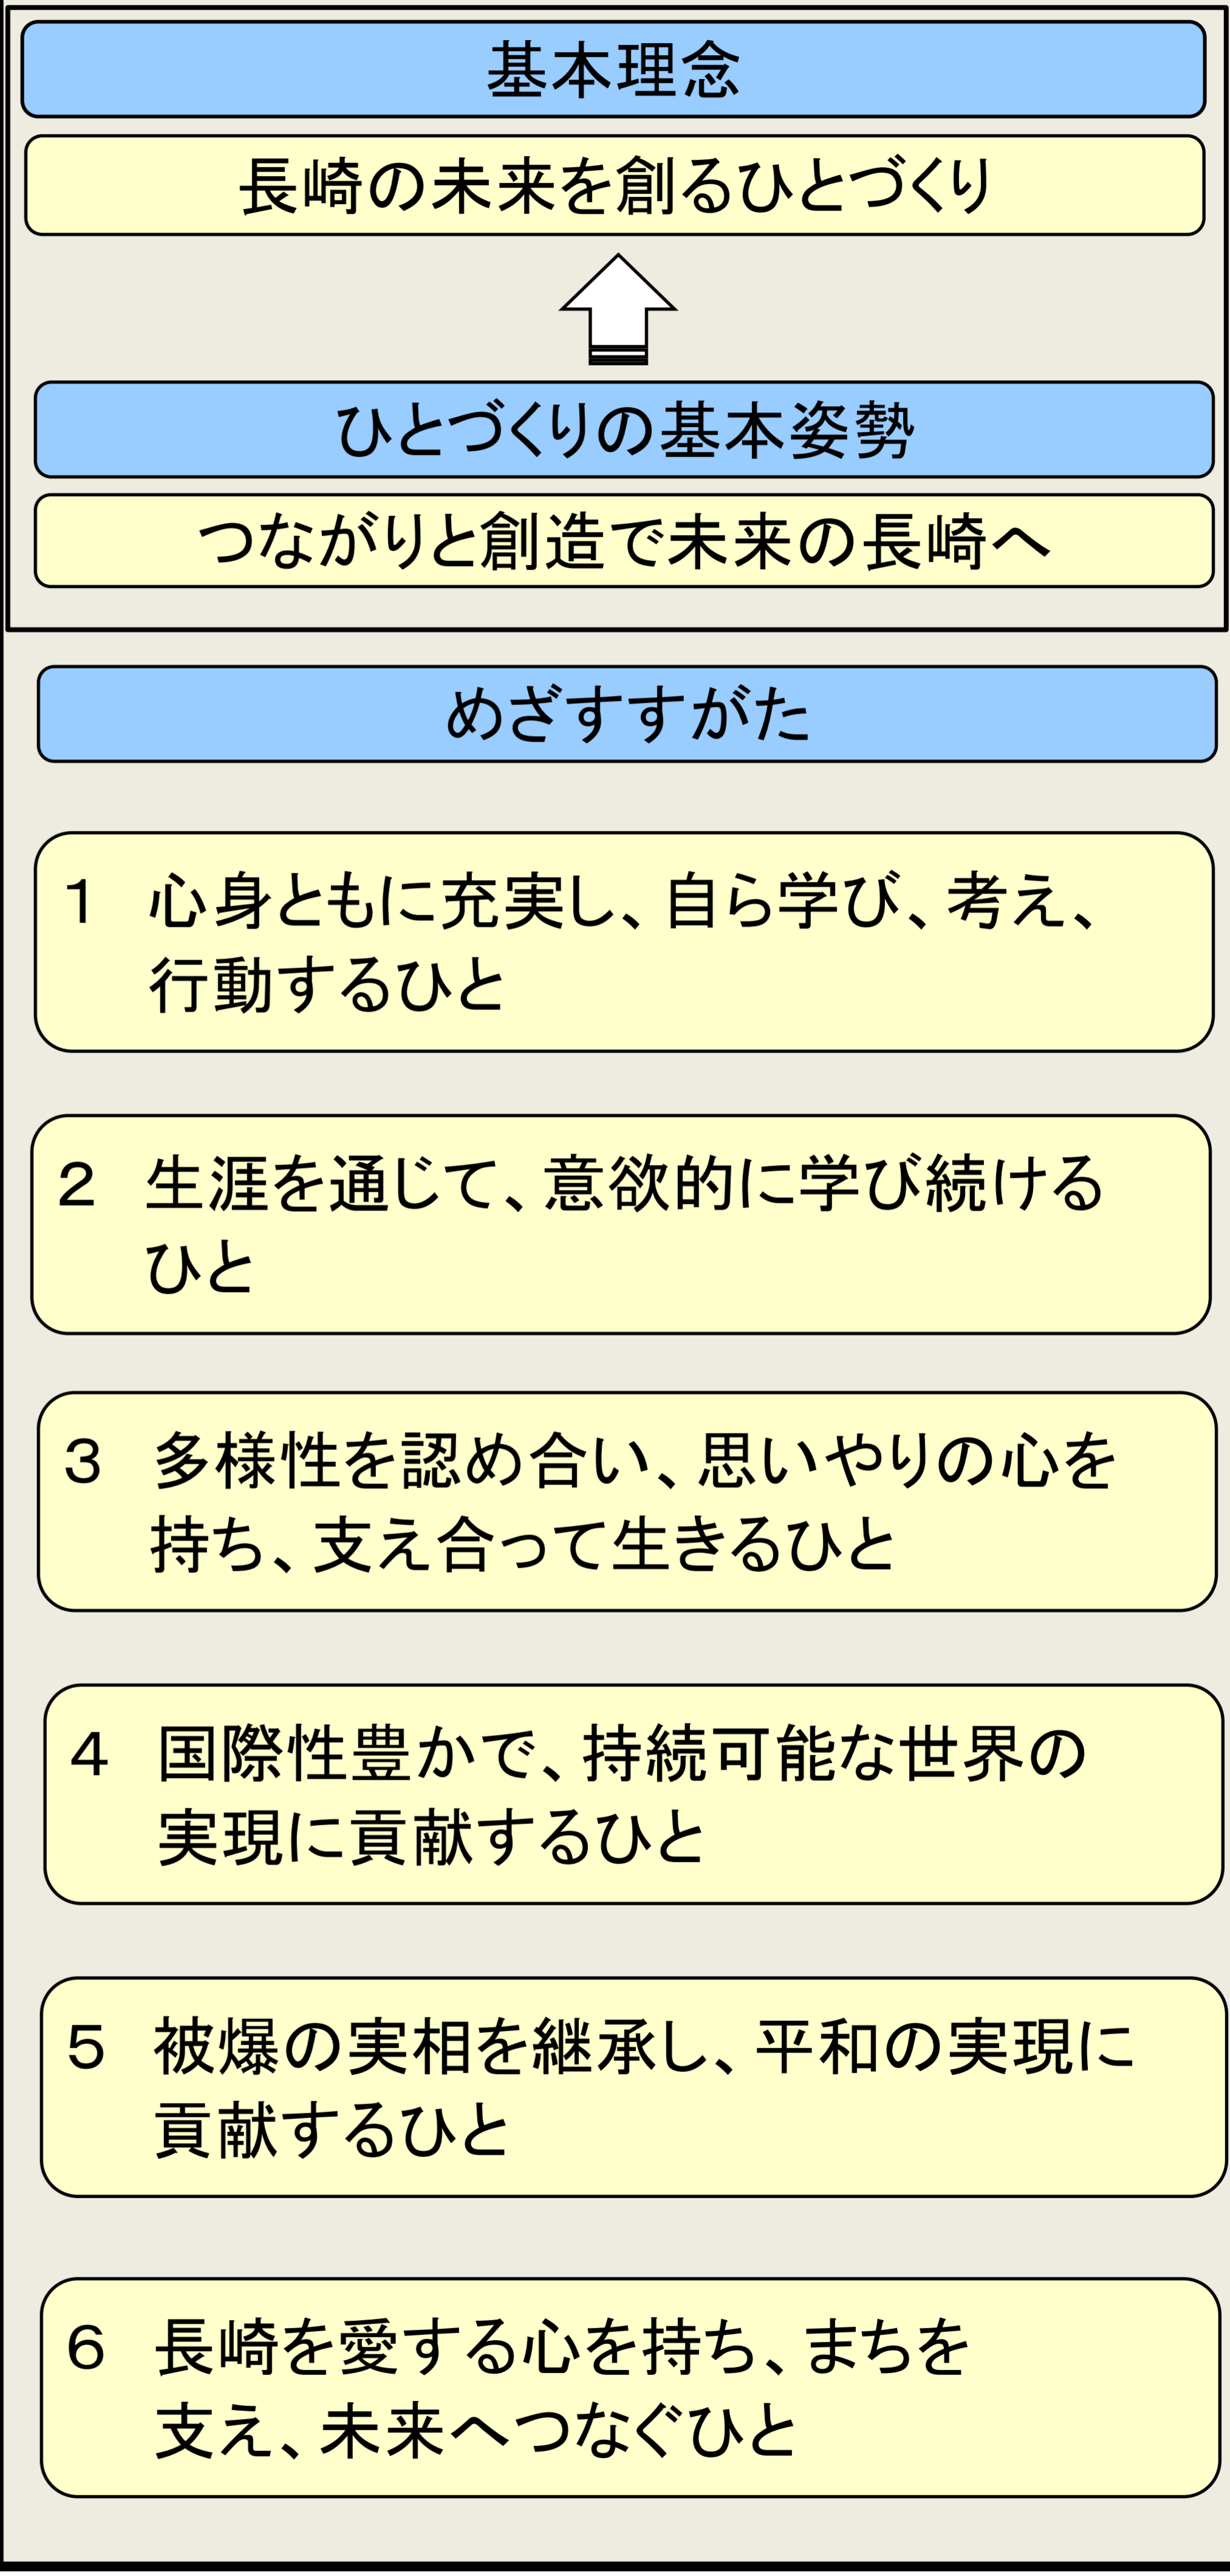 基本理念
長崎の未来を創るひとづくり
ひとづくりの基本姿勢
つながりと創造で未来の長崎へ
めざすすがた
1　心身ともに充実し、自ら学び、考え、
行動するひと
2　生涯を通じて、意欲的に学び続ける
ひと
3　多様性を認め合い、思いやりの心を
持ち、支え合って生きるひと
4　国際性豊かで、持続可能な世界の
実現に貢献するひと
5　被爆の実相を継承し、平和の実現に
貢献するひと
6　長崎を愛する心を持ち、まちを
支え、未来へつなぐひと